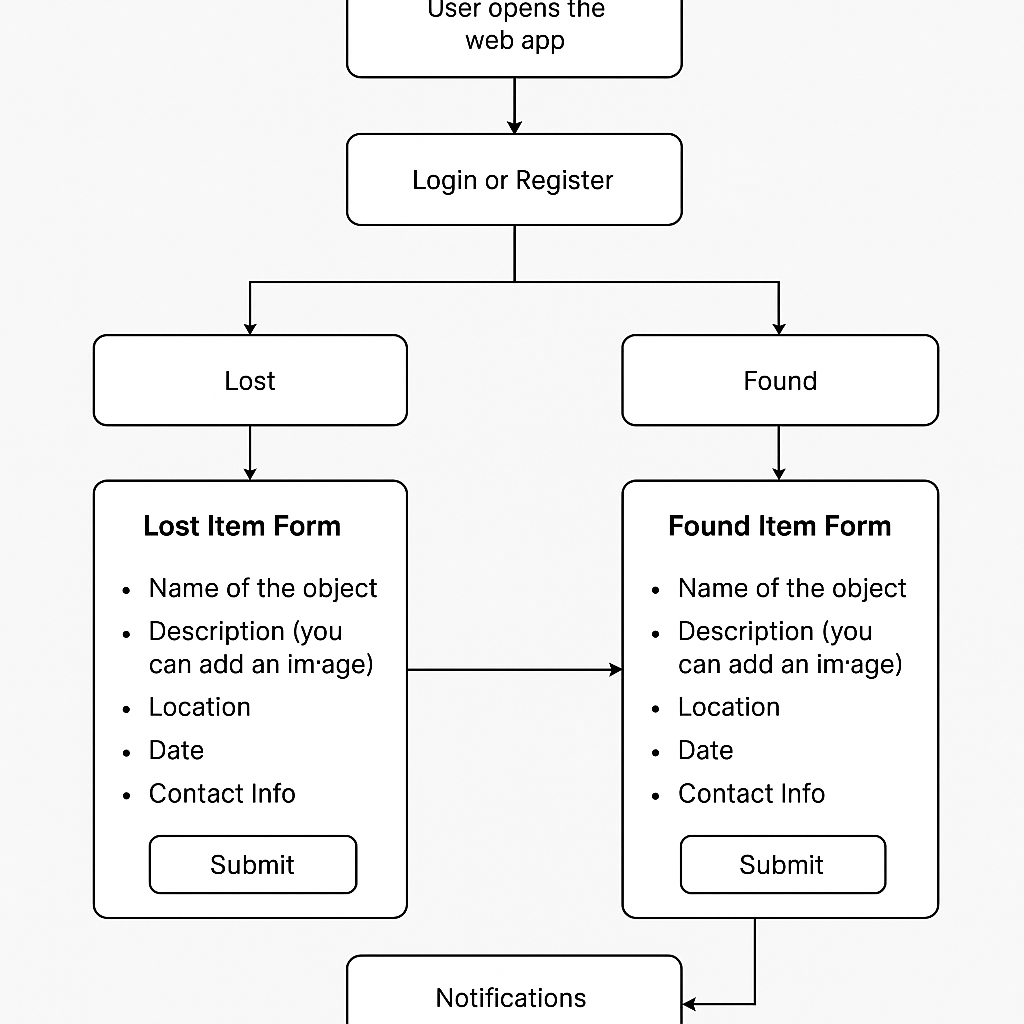 User opens the
web app
Login or Register
Lost
Found
Lost Item Form
• Name of the object
• Description (you
can add an im·age)
• Location
• Date
• Contact Info
Submit
Found Item Form
• Name of the object
• Description (you
can add an im·age)
• Location
• Date
• Contact Info
Submit
Notifications